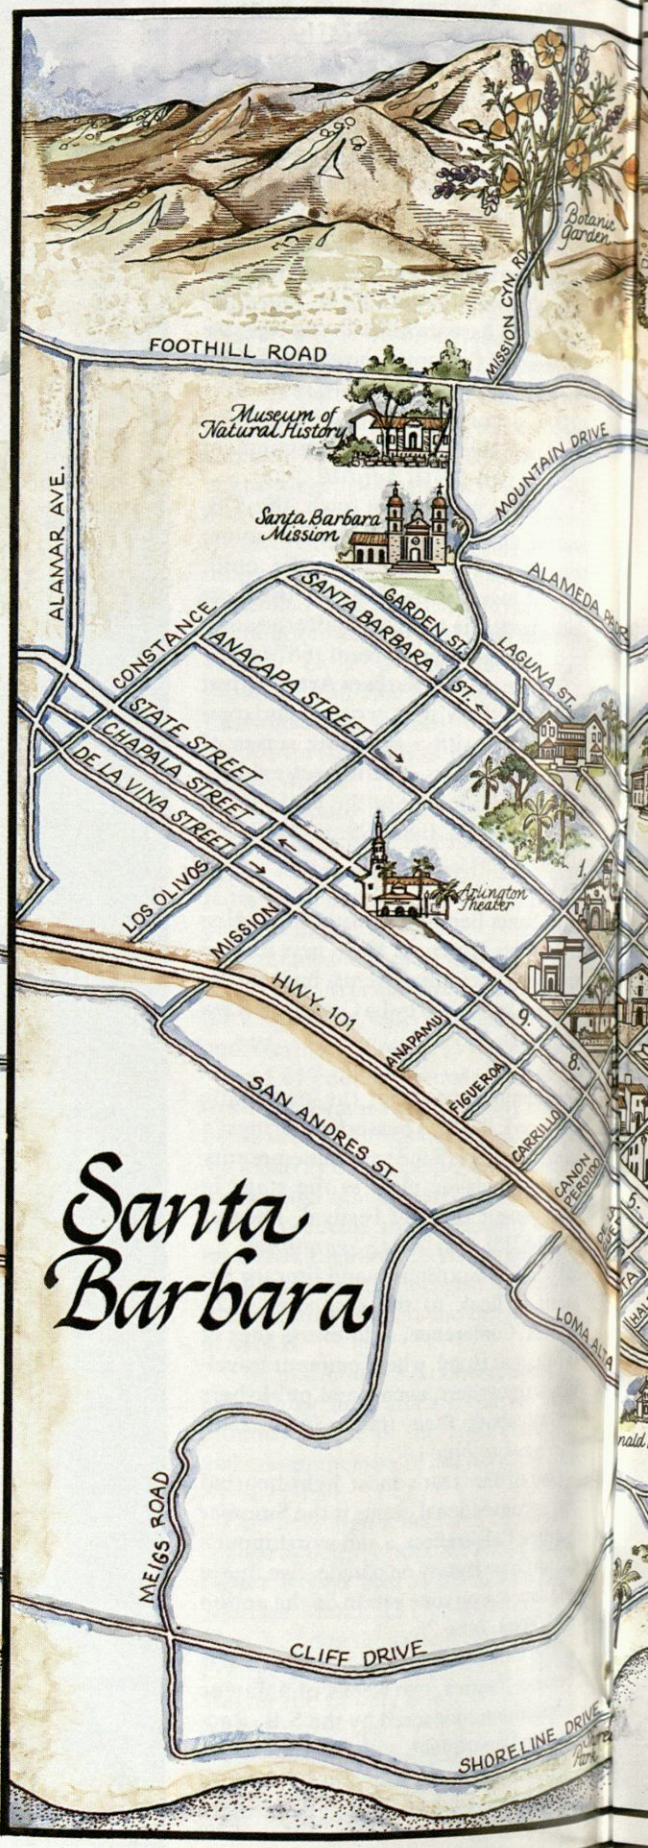 Botanic
Garden
MISSION CYN. RD.
FOOTHILL ROAD
Museum of
Natural History
MOUNTAIN DRIVE
ALAMAR AVE.
Santa Barbara
Mission
ALAMEDA PADRE
CONSTANCE
SANTA BARBARA ST.
GARDEN ST.
LAGUNA ST.
ANACAPA STREET
STATE STREET
CHAPALA STREET
DE LA VINA STREET
1.
Arlington
Theater
LOS OLIVOS
MISSION
HWY. 101
9.
ANAPAMU
8.
FIGUEROA
SAN ANDRES ST.
CARRILLO
CANON
PERDIDO
5.
Santa
Barbara
LOMA ALTA
MEIGS ROAD
CLIFF DRIVE
SHORELINE DRIVE
Park